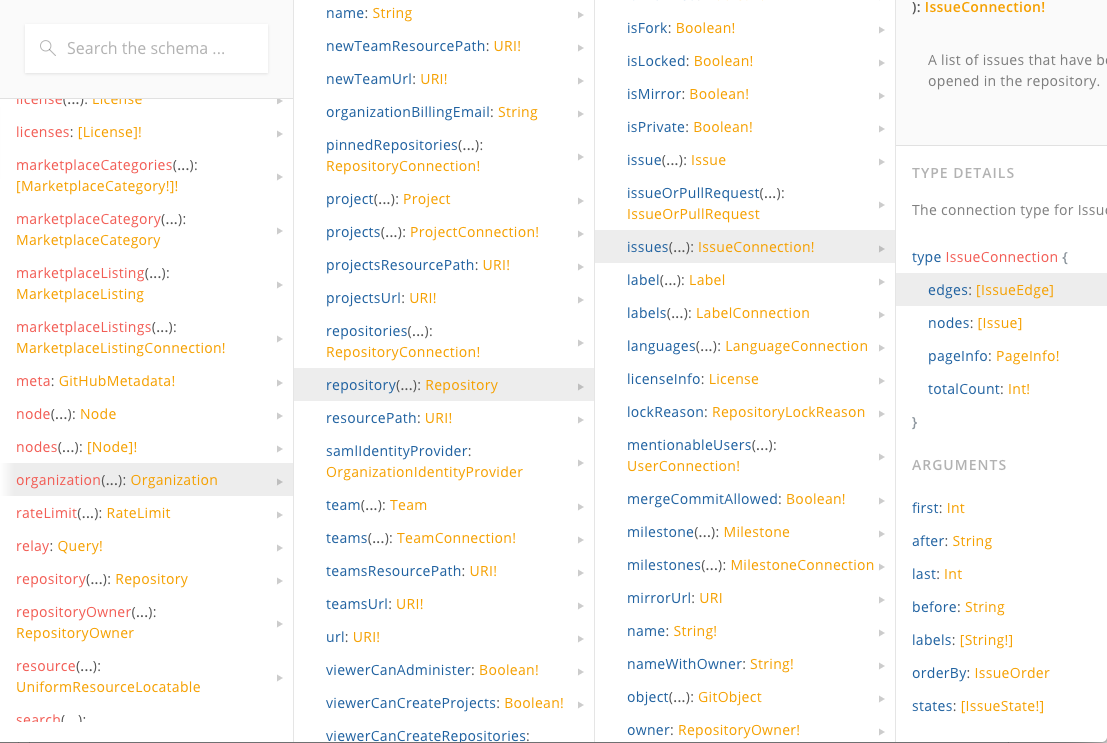 Search the schema ...
license(...): License
licenses: [License]!
marketplaceCategories(...):
[MarketplaceCategory!]!
marketplaceCategory(...):
MarketplaceCategory
marketplaceListing(...):
MarketplaceListing
marketplaceListings(...):
MarketplaceListingConnection!
meta: GitHubMetadata!
node(...): Node
nodes(...): [Node]!
organization(...): Organization
rateLimit(...): RateLimit
relay: Query!
repository(...): Repository
repositoryOwner(...):
RepositoryOwner
resource(...):
UniformResourceLocatable
search(...):
name: String
newTeamResourcePath: URI!
newTeamUrl: URI!
organizationBillingEmail: String
pinnedRepositories(...):
RepositoryConnection!
project(...): Project
projects(...): ProjectConnection!
projectsResourcePath: URI!
projectsUrl: URI!
repositories(...):
RepositoryConnection!
repository(...): Repository
resourcePath: URI!
samlIdentityProvider:
OrganizationIdentityProvider
team(...): Team
teams(...): TeamConnection!
teamsResourcePath: URI!
teamsUrl: URI!
url: URI!
viewerCanAdminister: Boolean!
viewerCanCreateProjects: Boolean!
viewerCanCreateRepositories:
isFork: Boolean!
isLocked: Boolean!
isMirror: Boolean!
isPrivate: Boolean!
issue(...): Issue
issueOrPullRequest(...):
IssueOrPullRequest
issues(...): IssueConnection!
label(...): Label
labels(...): LabelConnection
languages(...): LanguageConnection
licenseInfo: License
lockReason: RepositoryLockReason
mentionableUsers(...):
UserConnection!
mergeCommitAllowed: Boolean!
milestone(...): Milestone
milestones(...): MilestoneConnection
mirrorUrl: URI
name: String!
nameWithOwner: String!
object(...): GitObject
owner: RepositoryOwner!
): IssueConnection!
A list of issues that have be
opened in the repository.
TYPE DETAILS
The connection type for Issue
type IssueConnection {
edges: [IssueEdge]
nodes: [Issue]
pageInfo: PageInfo!
totalCount: Int!
}
ARGUMENTS
first: Int
after: String
last: Int
before: String
labels: [String!]
orderBy: IssueOrder
states: [IssueState!]